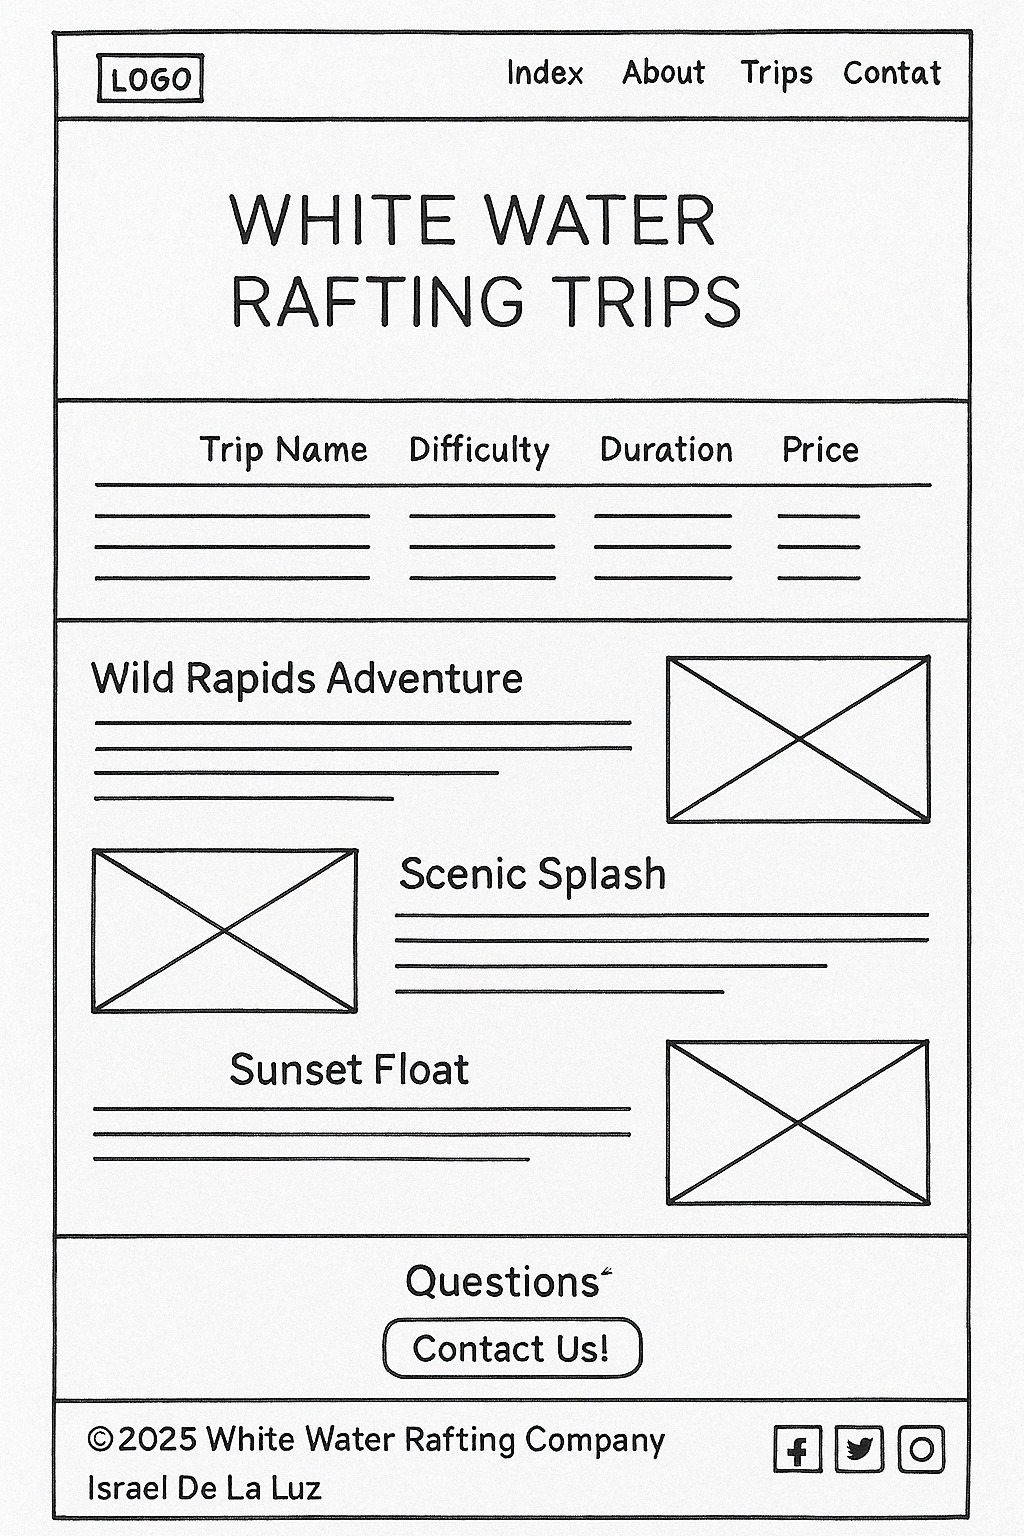 LOGO
Index About Trips Contat
WHITE WATER
RAFTING TRIPS
Trip Name Difficulty Duration Price
Wild Rapids Adventure
Scenic Splash
Sunset Float
Questions
Contact Us!
©2025 White Water Rafting Company
Israel De La Luz